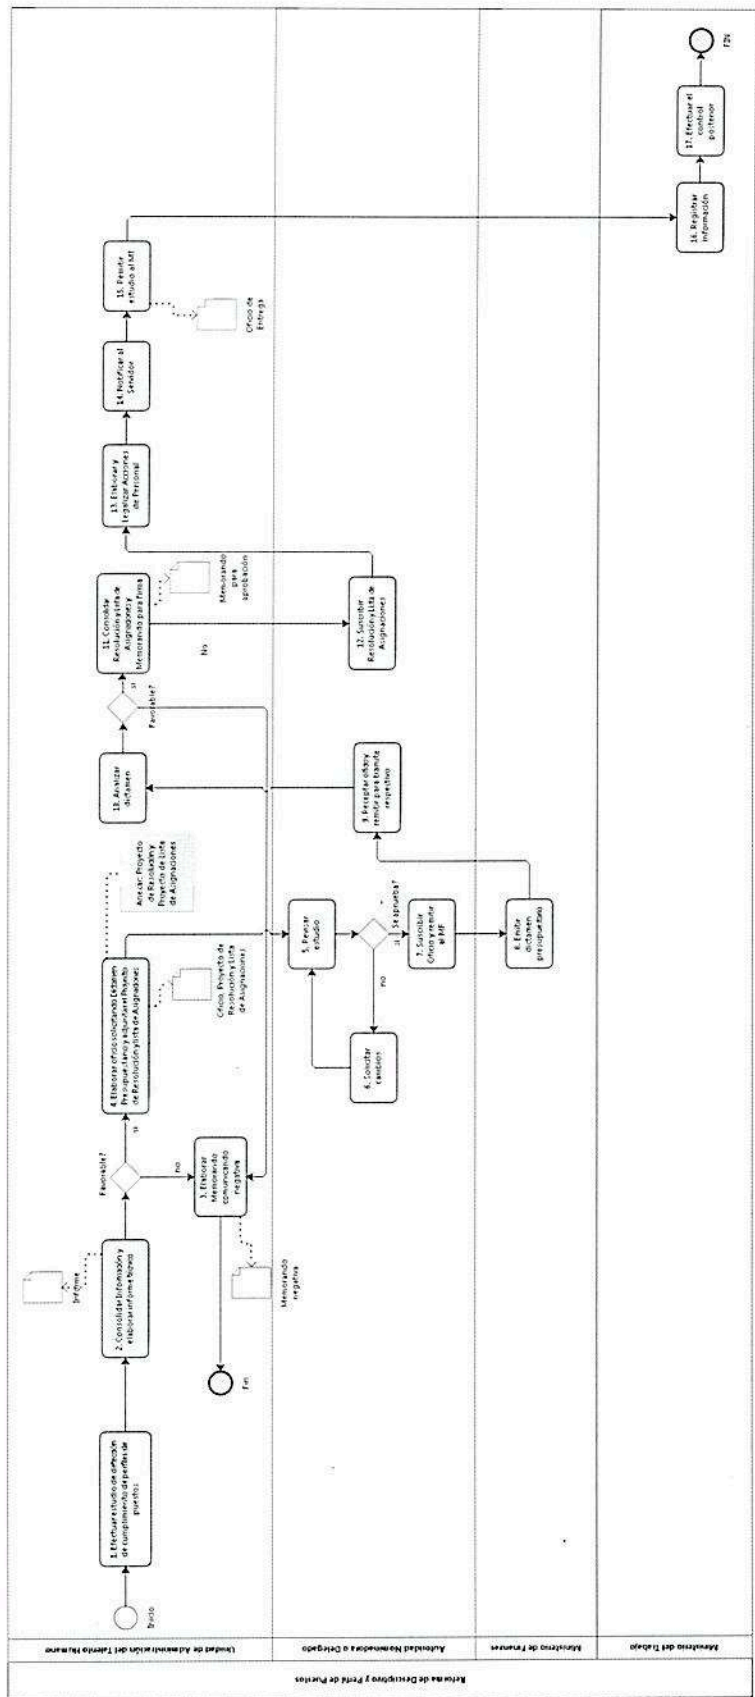 Reforma de Descriptivo y Perfil de Puestos
Unidad de Administración del Talento Humano
Inicio
1. Efectuar estudio de
de cumplimiento de perfiles de
puestos
2. Consolidar Información y
elaborar informe técnico
Informe
Favorable?
si
no
3. Elaborar
Memorando
comunicando
negativa
Memorando
negativa
Fin
4. Elaborar oficio solicitando Dictamen
Presupuestario y adjuntar el Proyecto
de Resolución y lista de Asignaciones
Oficio, Proyecto de
Resolución y Lista
de Asignaciones
Anexar: Proyecto
de Resolución y
Proyecto de Lista
de Asignaciones
10. Analizar
dictamen
Favorable?
si
No
11. Consolidar
Resolución y Lista de
Asignaciones y
Memorando para Firma
Memorando
para
aprobación
13. Elaborar y
Legalizar Acciones
de Personal
14. Notificar al
Servidor
15. Remitir
estudio al MT
Oficio de
Entrega
Autoridad Nominadora o Delegado
5. Revisar
estudio
Se aprueba?
si
no
6. Solicitar
cambios
7. Suscribir
Oficio y remitir
al MF
9. Receptar oficio y
remitir para trámite
respectivo
12. Suscribir
Resolución y Lista de
Asignaciones
Ministerio de Finanzas
8. Emitir
dictamen
presupuestario
Ministerio del Trabajo
16. Registrar
información
17. Efectuar el
control
posterior
FIN